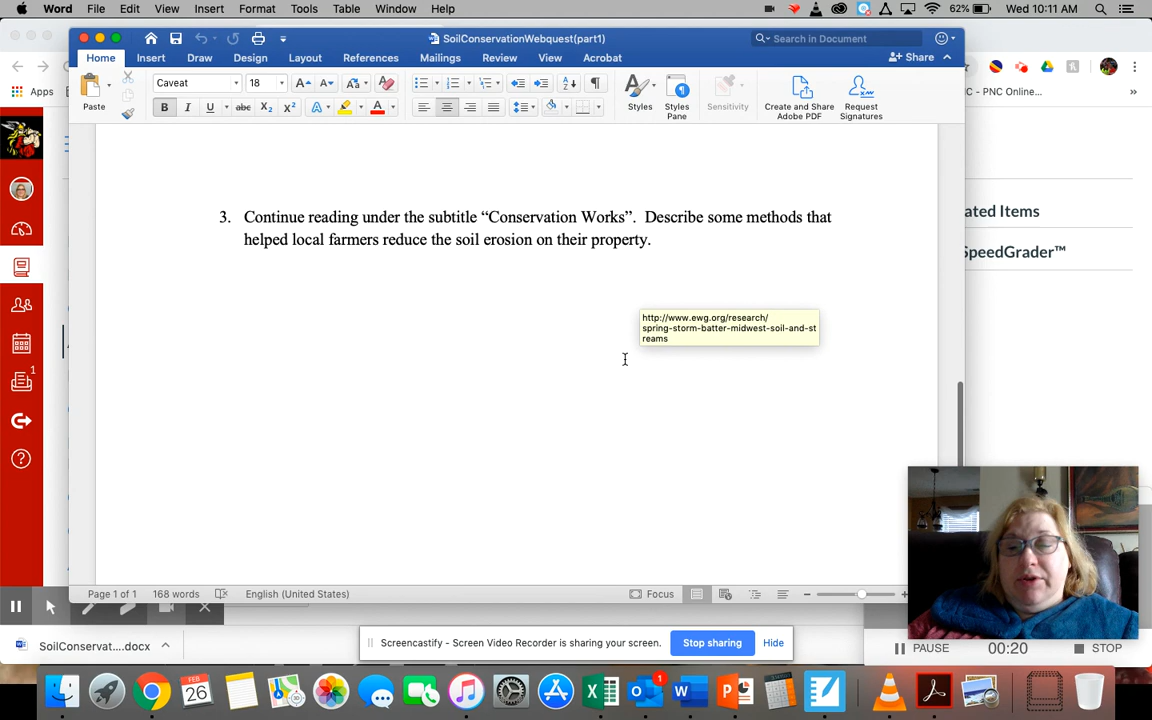 Word File Edit View Insert Format Tools Table Window Help 62% Wed 10:11 AM
SoilConservationWebquest(part1) Search in Document
Home Insert Draw Design Layout References Mailings Review View Acrobat Share
Apps
C - PNC Online... »
Paste Caveat 18 Styles Styles Pane Sensitivity Create and Share Adobe PDF Request Signatures
B I U abc X2 X2 A A
3. Continue reading under the subtitle “Conservation Works”. Describe some methods that
helped local farmers reduce the soil erosion on their property.
ated Items
SpeedGrader™
http://www.ewg.org/research/
spring-storm-batter-midwest-soil-and-st
reams
1
Page 1 of 1 168 words English (United States) Focus
SoilConservat....docx
Screencastify - Screen Video Recorder is sharing your screen. Stop sharing Hide
PAUSE 00:20 STOP
FEB
26
1